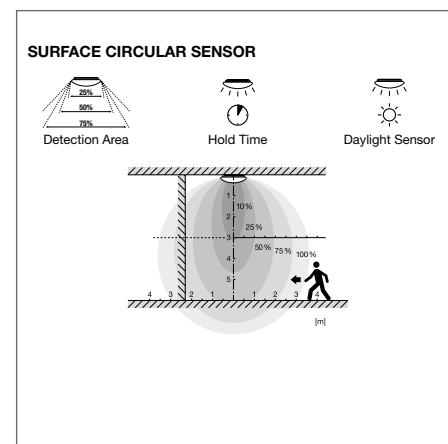 SURFACE CIRCULAR SENSOR
25%
50%
75%
Detection Area
Hold Time
Daylight Sensor
1
2
3
4
5
10 %
25 %
50 %
75 %
100 %
4 3 2 1 1 2 3 4
[m]